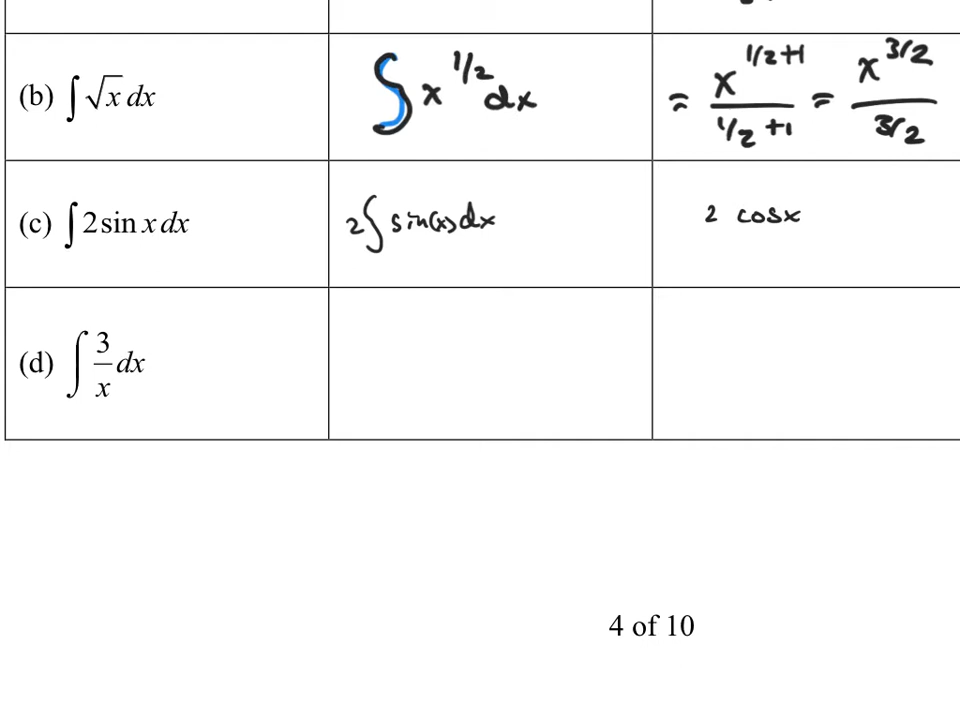 (b) ∫ √x dx
∫ x^{1/2} dx
= x^{1/2+1} / (1/2 +1) = x^{3/2} / (3/2)
(c) ∫ 2 sin x dx
2 ∫ sin(x) dx
2 cosx
(d) ∫ 3/x dx
4 of 10